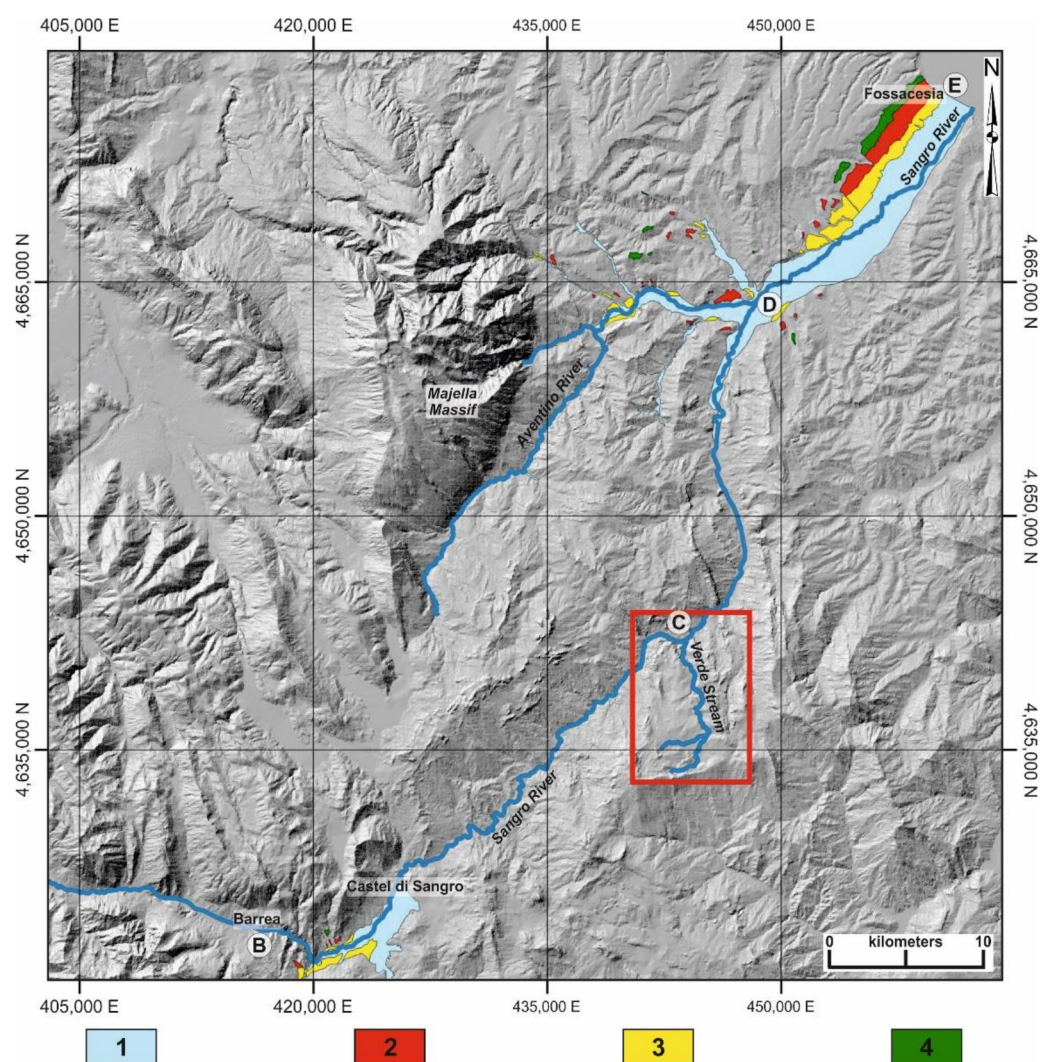 405,000 E
420,000 E
435,000 E
450,000 E
N
Fossacesia
E
Sangro River
4,665,000 N
4,665,000 N
D
Majella
Massif
Aventino River
4,650,000 N
4,650,000 N
C
Verde Stream
4,635,000 N
4,635,000 N
Sangro River
Castel di Sangro
Barrea
B
0 kilometers 10
405,000 E
420,000 E
435,000 E
450,000 E
1
2
3
4